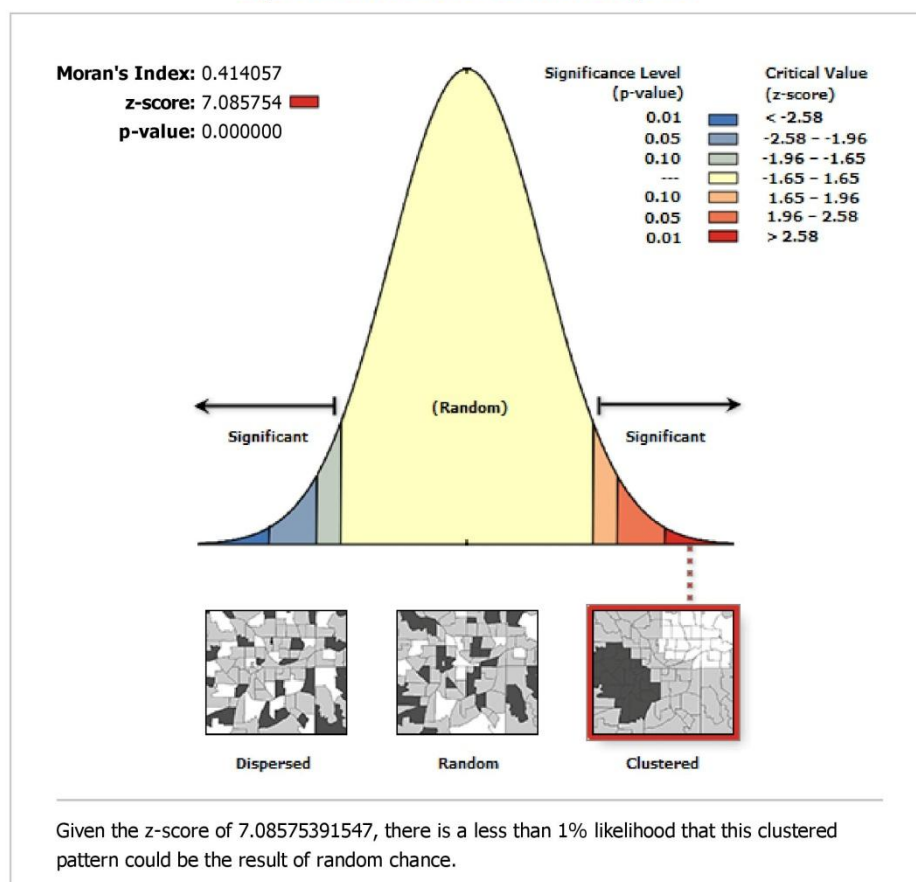 Moran's Index: 0.414057
z-score: 7.085754
p-value: 0.000000
Significance Level
(p-value)
Critical Value
(z-score)
0.01 < -2.58
0.05 -2.58 – -1.96
0.10 -1.96 – -1.65
--- -1.65 – 1.65
0.10 1.65 – 1.96
0.05 1.96 – 2.58
0.01 > 2.58
(Random)
Significant
Significant
Dispersed
Random
Clustered
Given the z-score of 7.08575391547, there is a less than 1% likelihood that this clustered
pattern could be the result of random chance.